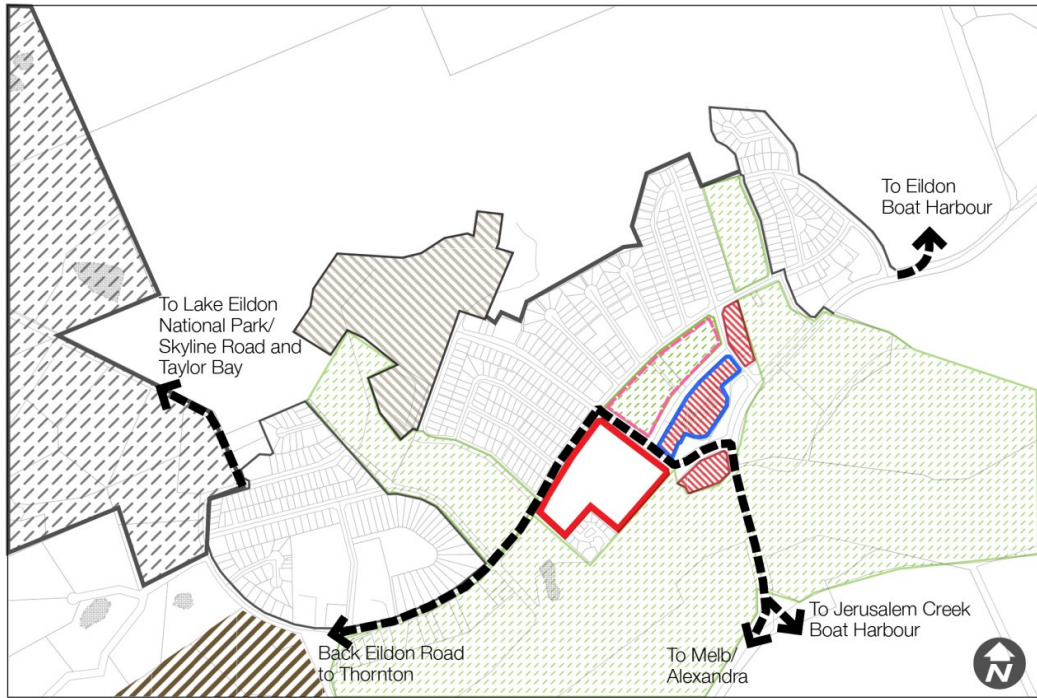 To Eildon
Boat Harbour
To Lake Eildon
National Park/
Skyline Road and
Taylor Bay
To Jerusalem Creek
Boat Harbour
Back Eildon Road
to Thornton
To Melb/
Alexandra
N